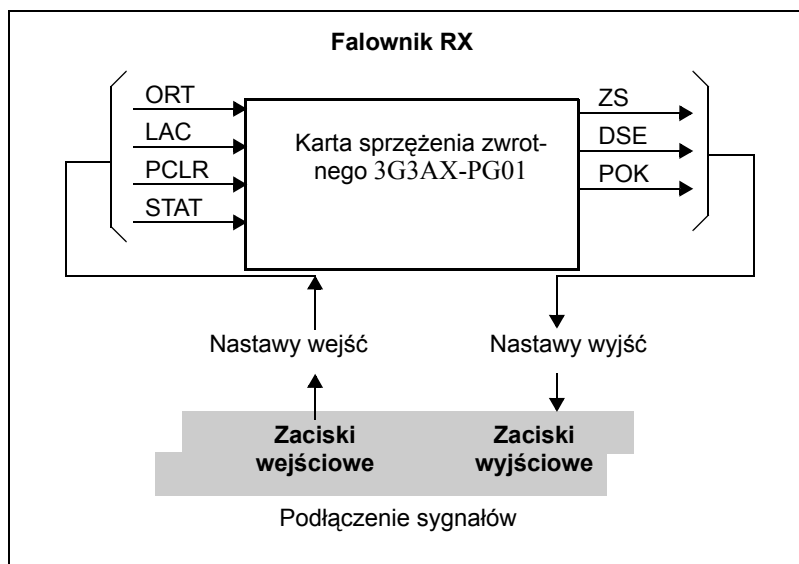 Falownik RX
ORT
LAC
PCLR
STAT
Karta sprzężenia zwrot-
nego 3G3AX-PG01
ZS
DSE
POK
Nastawy wejść
Nastawy wyjść
Zaciski
wejściowe
Zaciski
wyjściowe
Podłączenie sygnałów